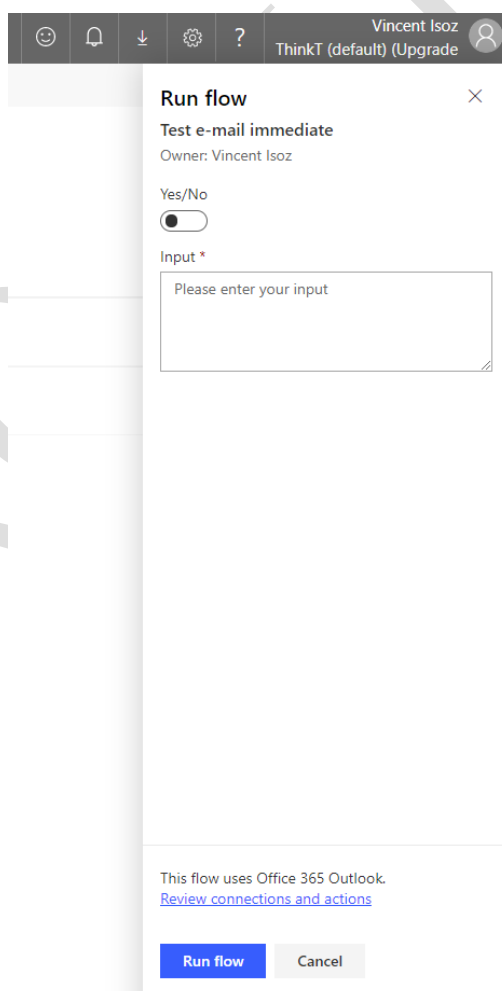 ?
Vincent Isoz
ThinkT (default) (Upgrade
Run flow
Test e-mail immediate
Owner: Vincent Isoz
Yes/No
Input *
Please enter your input
This flow uses Office 365 Outlook.
Review connections and actions
Run flow
Cancel